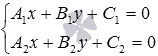 A₁x + B₁y + C₁ = 0
A₂x + B₂y + C₂ = 0